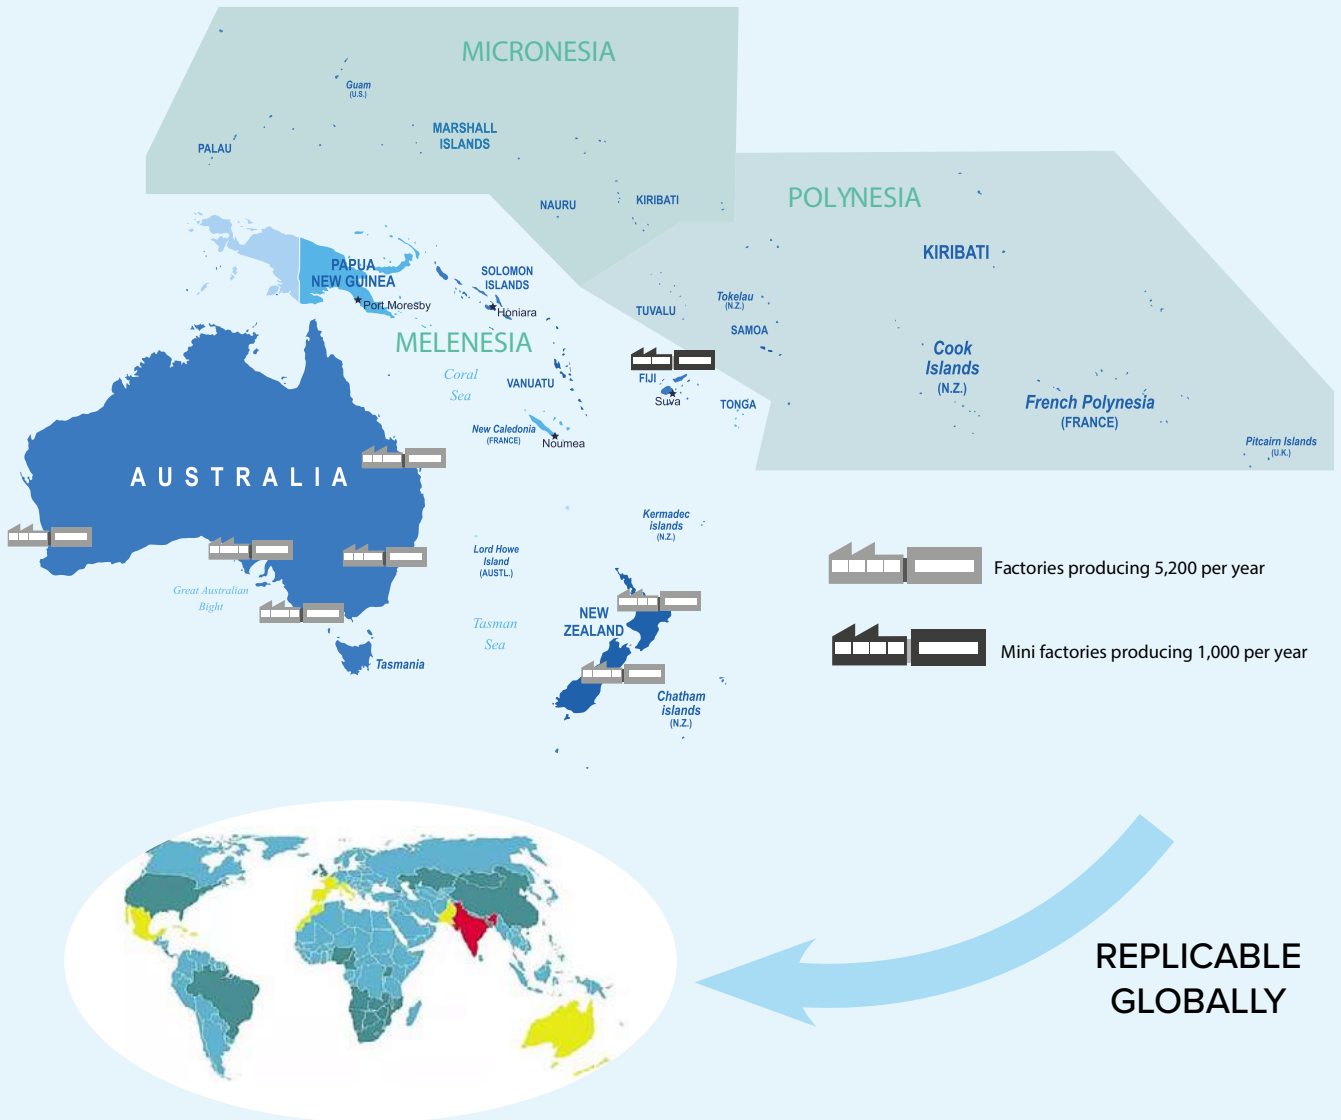 MICRONESIA
Guam
(U.S.)
MARSHALL
ISLANDS
PALAU
NAURU
KIRIBATI
POLYNESIA
KIRIBATI
PAPUA
NEW GUINEA
Port Moresby
SOLOMON
ISLANDS
Honiara
TUVALU
Tokelau
(N.Z.)
SAMOA
MELENESIA
Coral
Sea
VANUATU
FIJI
Suva
TONGA
Cook
Islands
(N.Z.)
French Polynesia
(FRANCE)
New Caledonia
(FRANCE)
Noumea
Pitcairn Islands
(U.K.)
AUSTRALIA
Kermadec
islands
(N.Z.)
Lord Howe
Island
(AUSTL.)
Great Australian
Bight
Tasman
Sea
NEW
ZEALAND
Tasmania
Chatham
islands
(N.Z.)
Factories producing 5,200 per year
Mini factories producing 1,000 per year
REPLICABLE
GLOBALLY